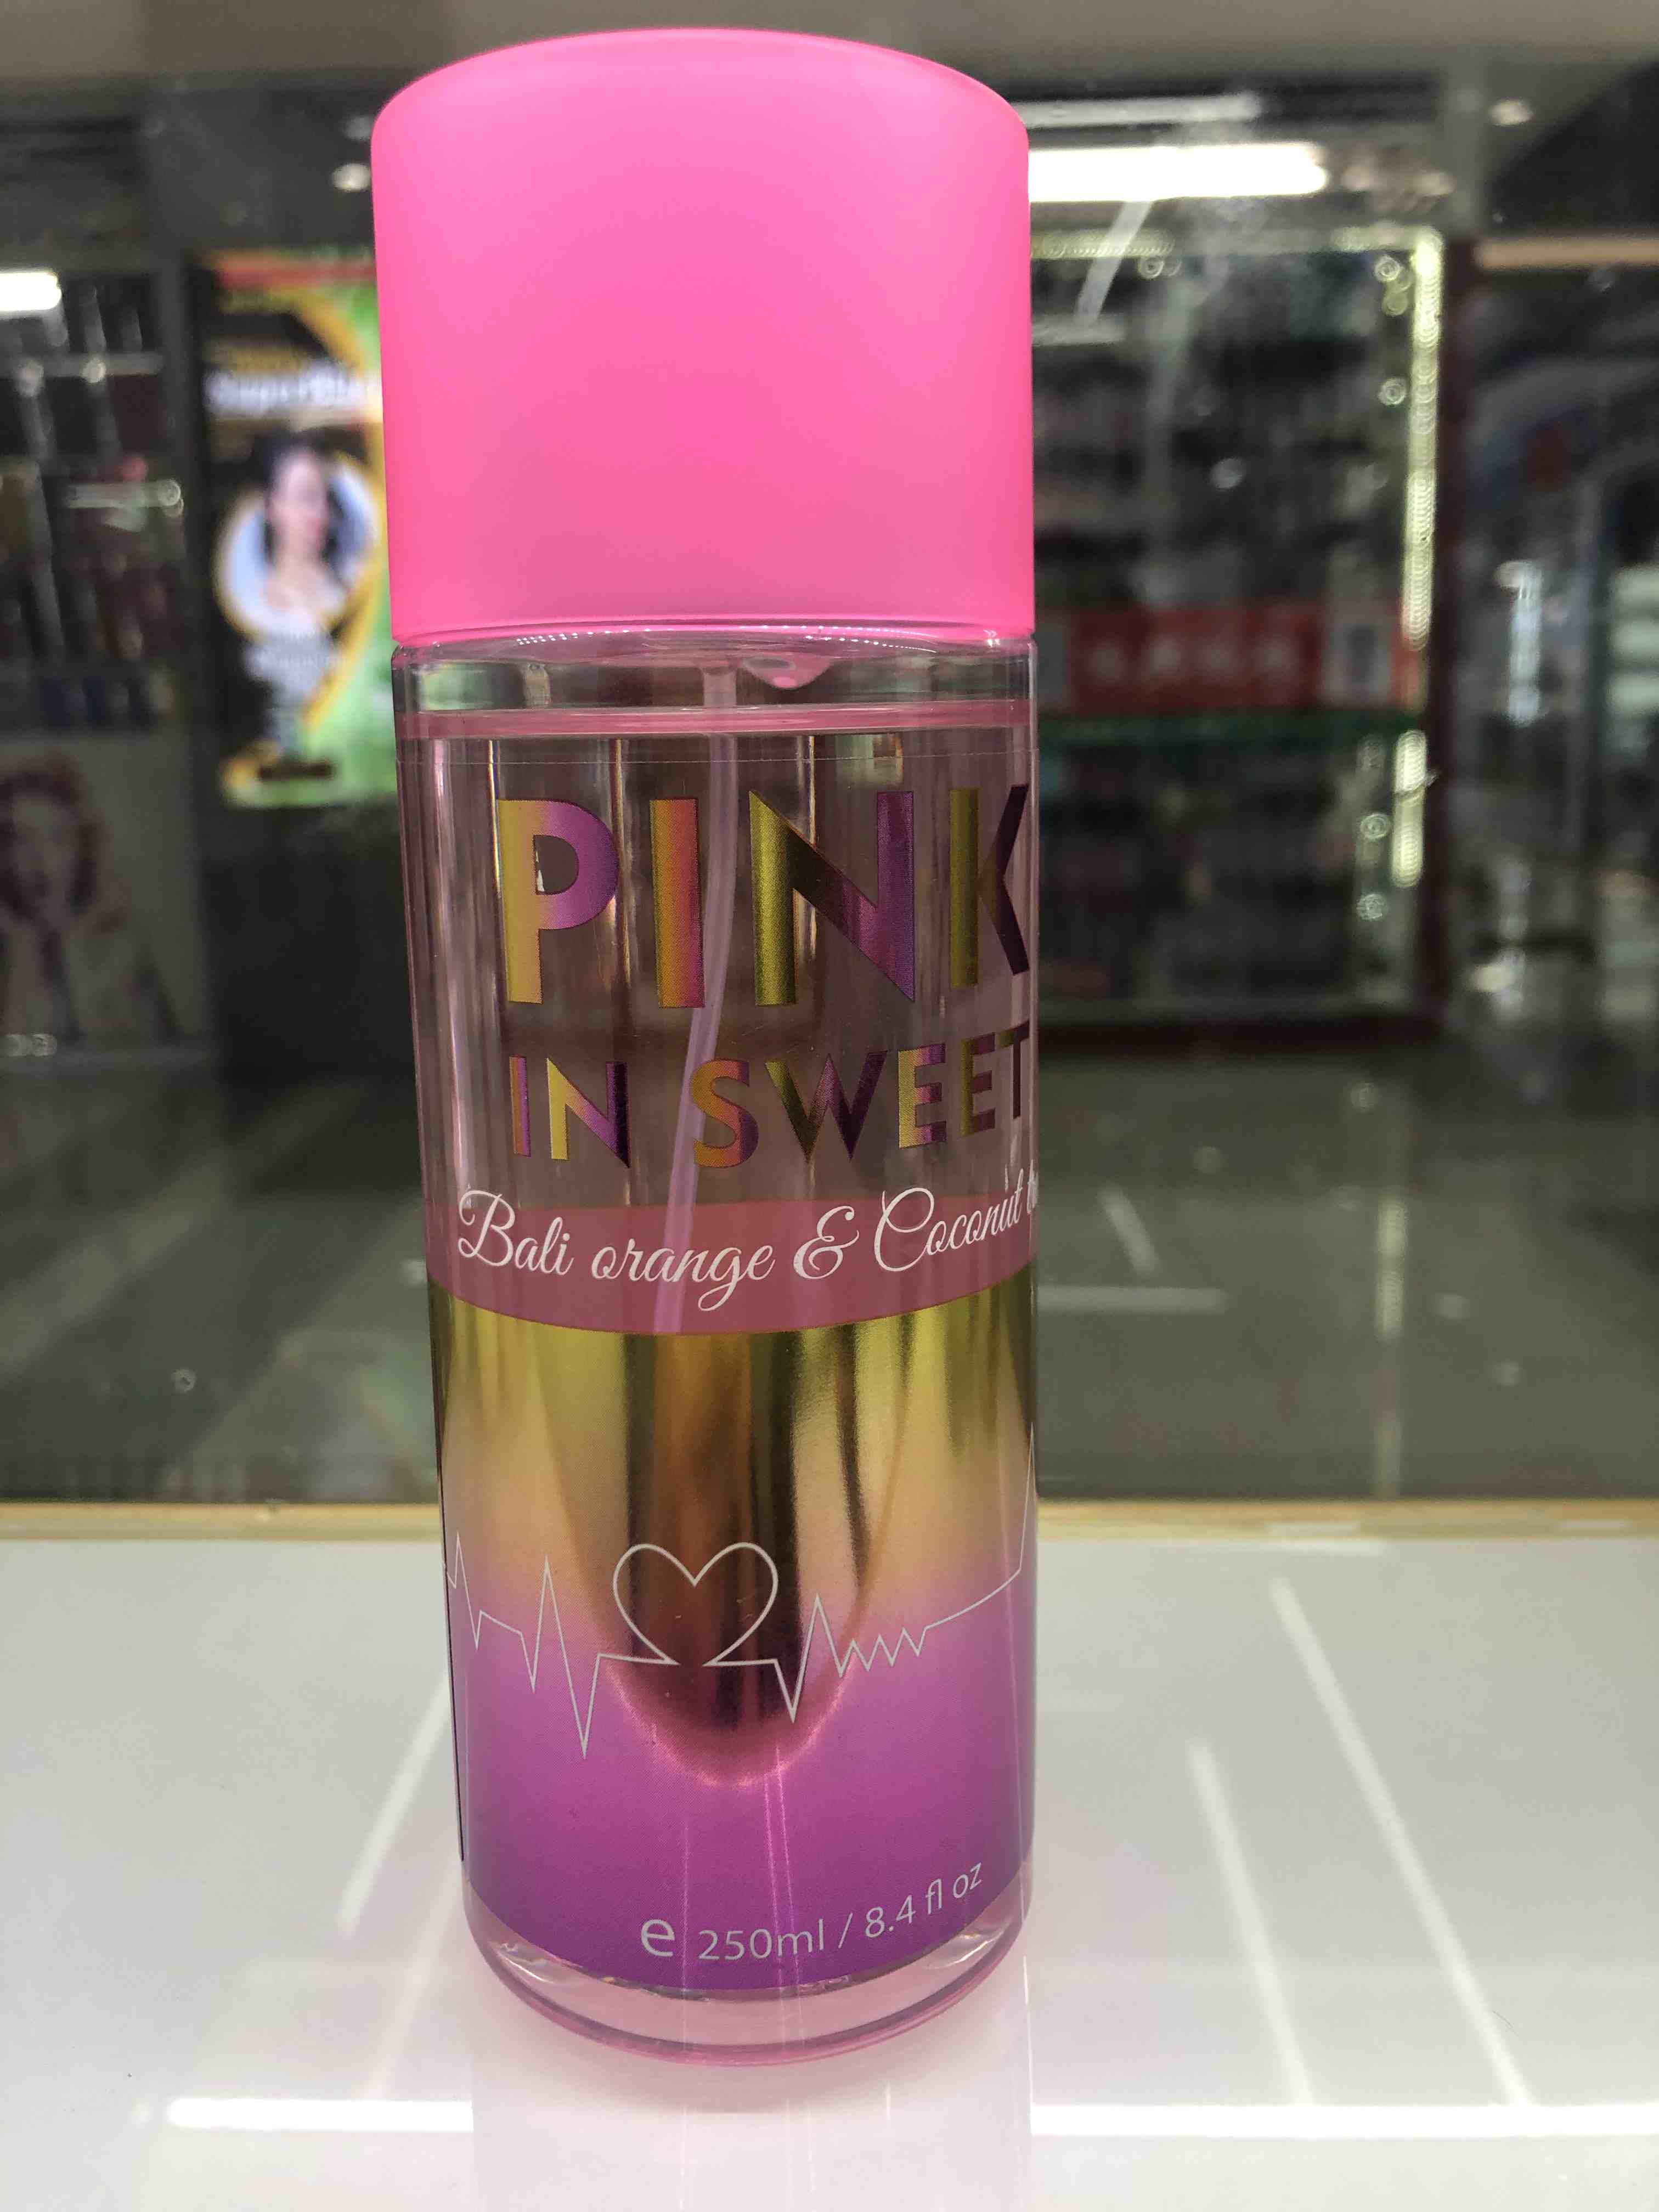 PINK
IN SWEET
Bali orange & Coconut
e 250ml / 8.4 fl oz